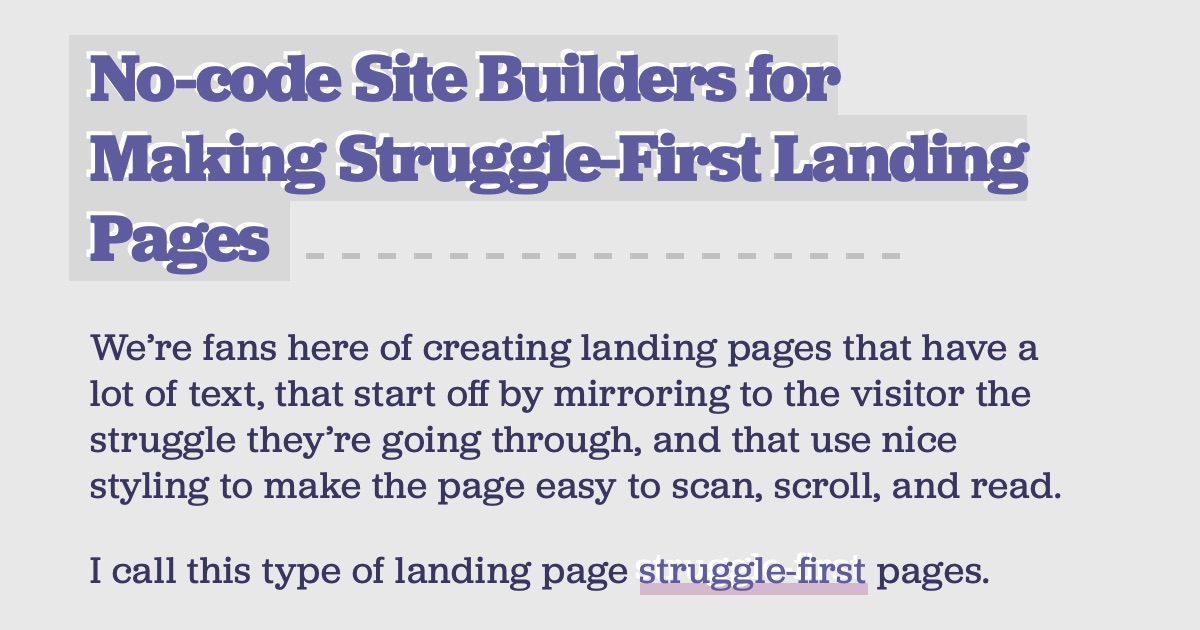 No-code Site Builders for
Making Struggle-First Landing
Pages
We’re fans here of creating landing pages that have a
lot of text, that start off by mirroring to the visitor the
struggle they’re going through, and that use nice
styling to make the page easy to scan, scroll, and read.
I call this type of landing page struggle-first pages.